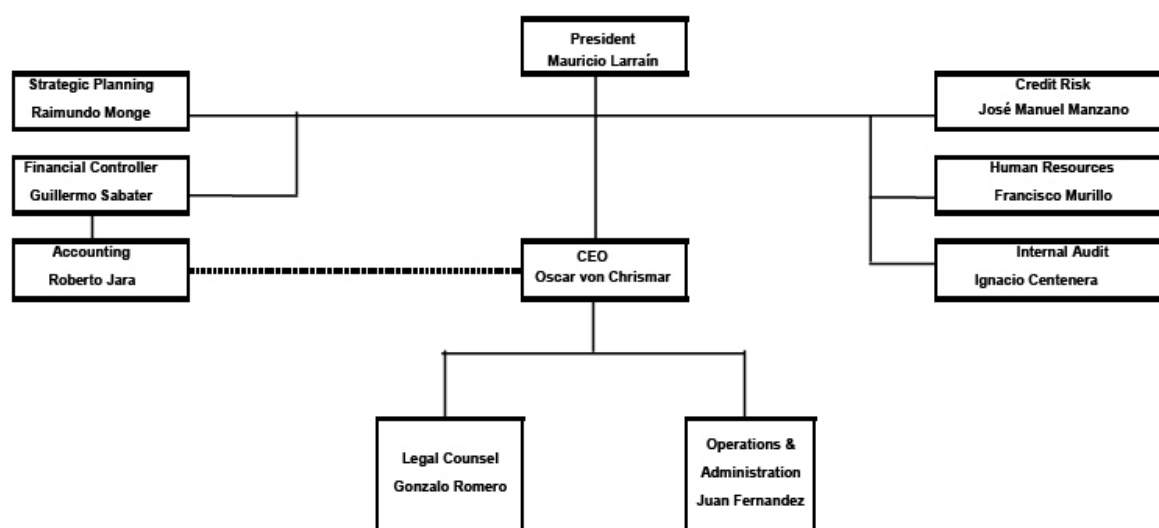 President
Mauricio Larraín
Strategic Planning
Raimundo Monge
Credit Risk
José Manuel Manzano
Financial Controller
Guillermo Sabater
Human Resources
Francisco Murillo
Accounting
Roberto Jara
CEO
Oscar von Chrismar
Internal Audit
Ignacio Centenera
Legal Counsel
Gonzalo Romero
Operations &
Administration
Juan Fernandez